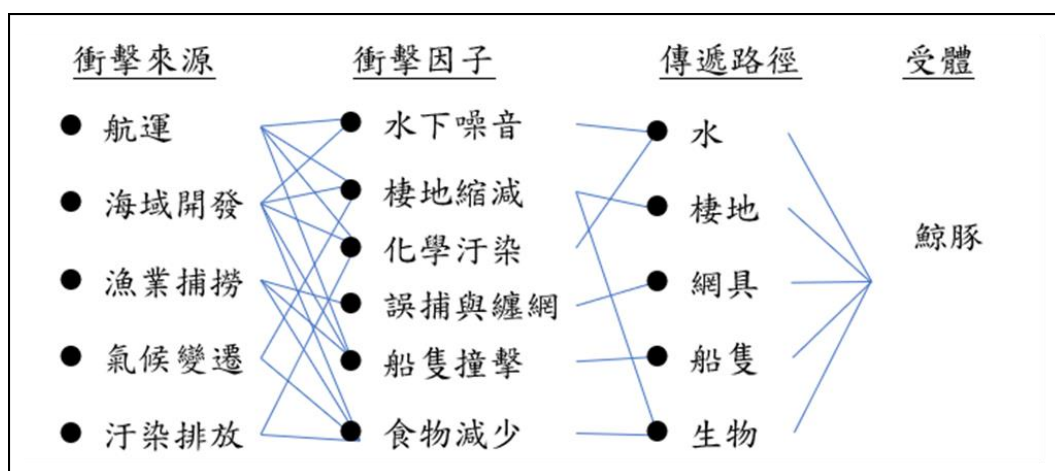 衝擊來源 衝擊因子 傳遞路徑 受體
航運 水下噪音 水
海域開發 棲地縮減 棲地
化學汙染 鯨豚
漁業捕撈 誤捕與纏網 網具
氣候變遷 船隻撞擊 船隻
汙染排放 食物減少 生物